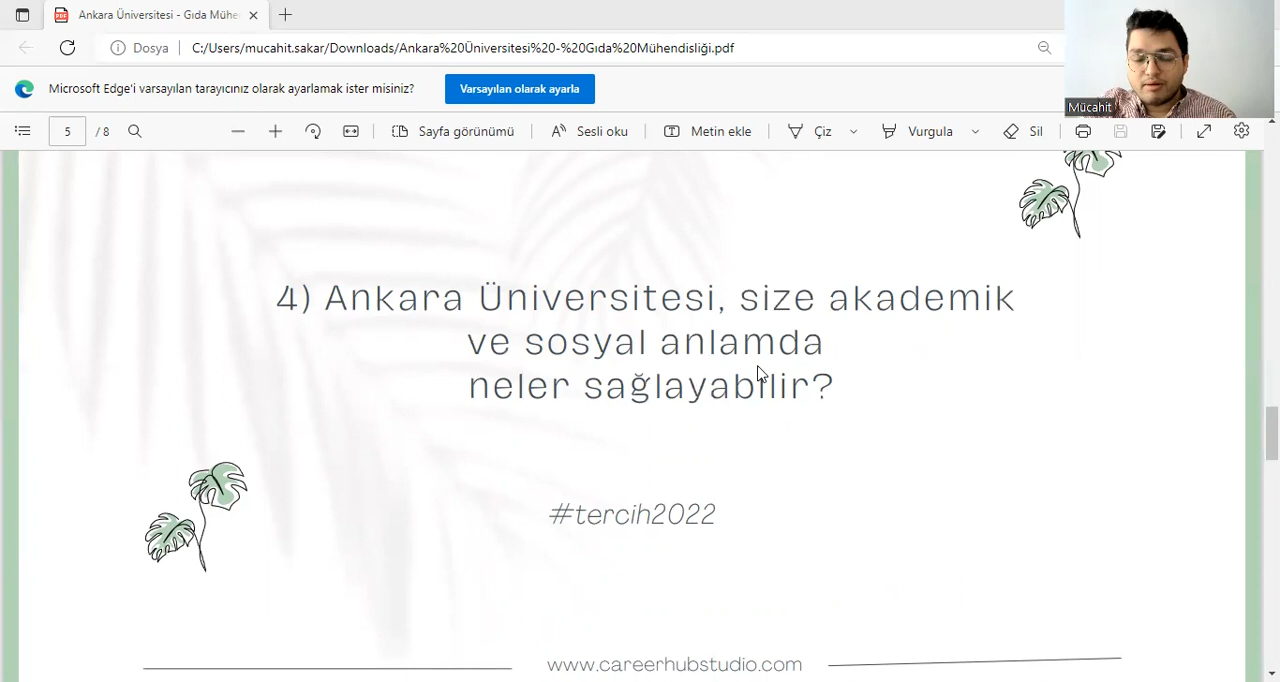 Ankara Üniversitesi - Gıda Mühe
Dosya
C:/Users/mucahit.sakar/Downloads/Ankara%20Üniversitesi%20-%20Gıda%20Mühendisliği.pdf
Microsoft Edge'i varsayılan tarayıcınız olarak ayarlamak ister misiniz?
Varsayılan olarak ayarla
Mücahit
5 / 8
Sayfa görünümü
Sesli oku
Metin ekle
Çiz
Vurgula
Sil
4) Ankara Üniversitesi, size akademik
ve sosyal anlamda
neler sağlayabilir?
#tercih2022
www.careerhubstudio.com